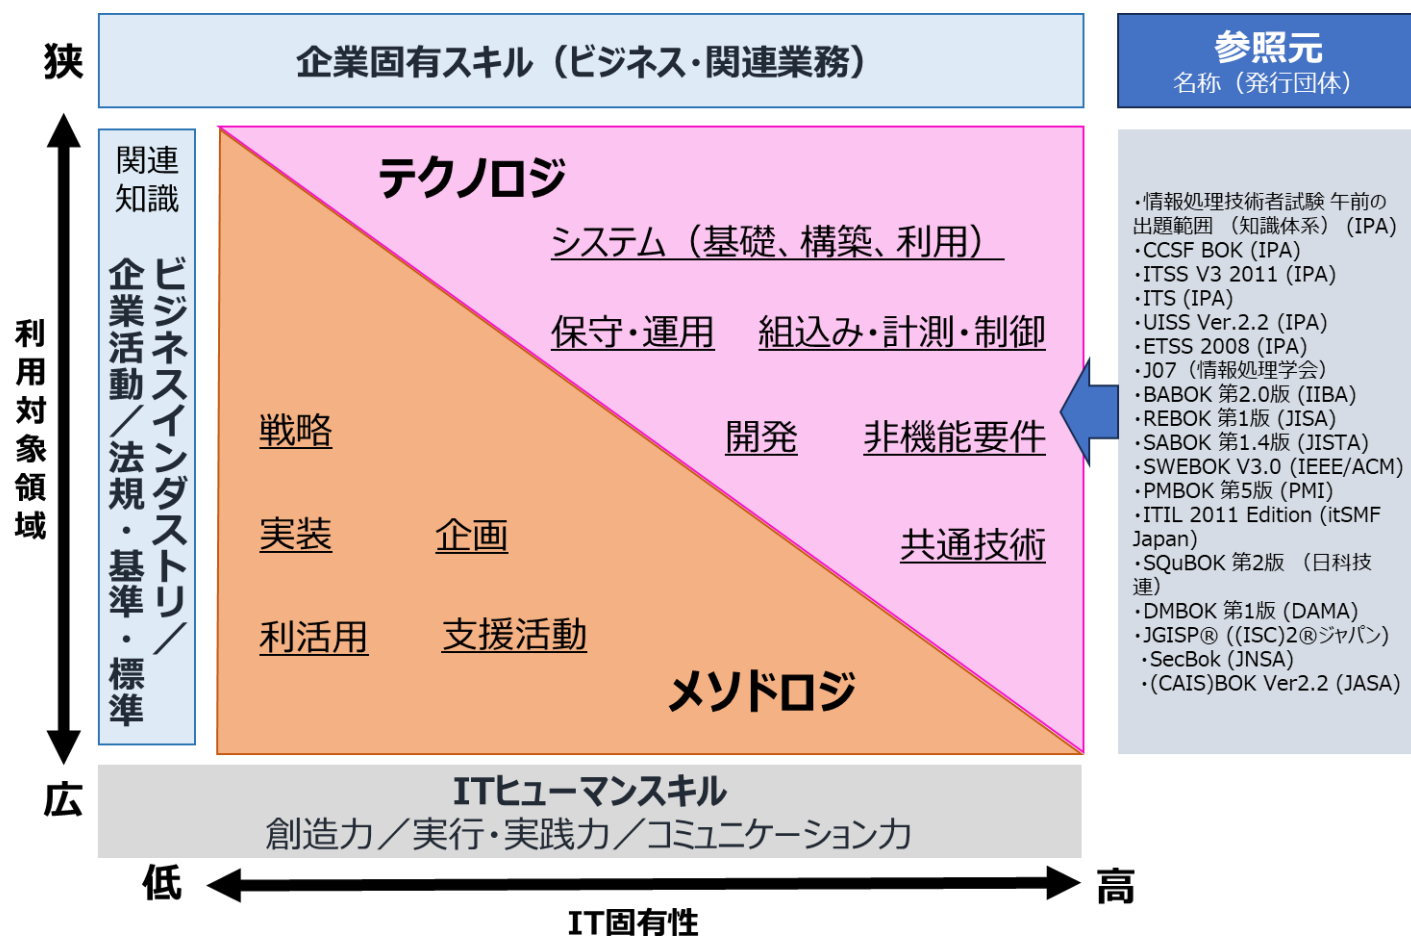 狭
企業固有スキル（ビジネス・関連業務）
参照元
名称（発行団体）
関連
知識
ビジネスインダストリ／
企業活動／法規・基準・標準
利用対象領域
テクノロジ
システム（基礎、構築、利用）
保守・運用
組込み・計測・制御
開発
非機能要件
共通技術
戦略
実装
企画
利活用
支援活動
メソドロジ
・情報処理技術者試験 午前の
出題範囲 （知識体系） (IPA)
・CCSF BOK (IPA)
・ITSS V3 2011 (IPA)
・ITS (IPA)
・UISS Ver.2.2 (IPA)
・ETSS 2008 (IPA)
・J07（情報処理学会）
・BABOK 第2.0版 (IIBA)
・REBOK 第1版 (JISA)
・SABOK 第1.4版 (JISTA)
・SWEBOK V3.0 (IEEE/ACM)
・PMBOK 第5版 (PMI)
・ITIL 2011 Edition (itSMF
Japan)
・SQuBOK 第2版 （日科技
連）
・DMBOK 第1版 (DAMA)
・JGISP® ((ISC)2®ジャパン)
・SecBok (JNSA)
・(CAIS)BOK Ver2.2 (JASA)
広
ITヒューマンスキル
創造力／実行・実践力／コミュニケーション力
低
高
IT固有性